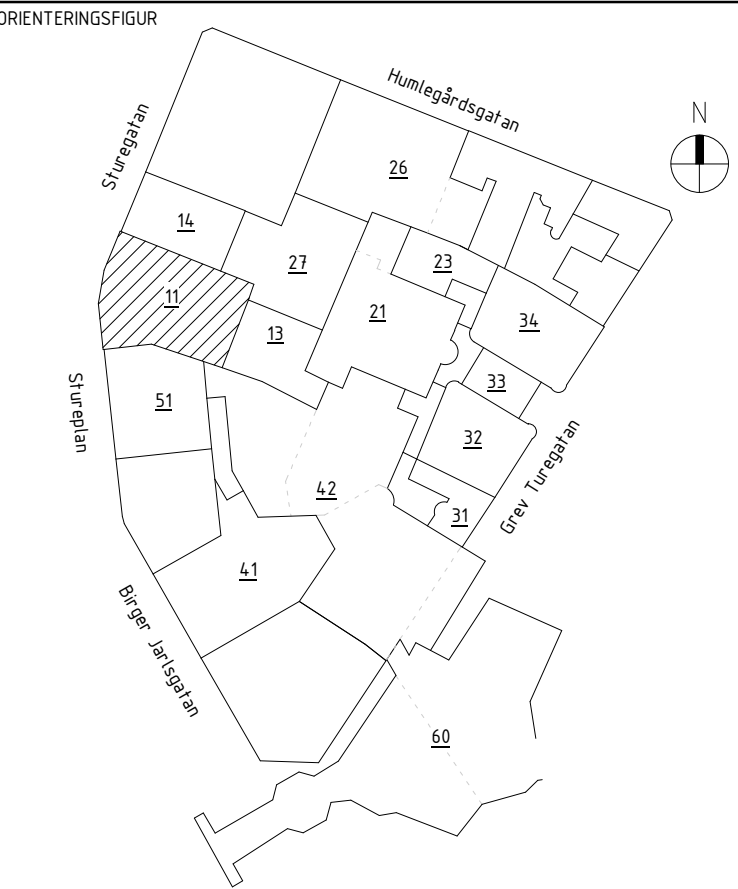 ORIENTERINGSFIGUR
Humlegårdsgatan
Sturegatan
N
26
14
23
27
11
21
34
13
33
Stureplan
51
32
Grev Turegatan
42
31
41
Birger Jarlsgatan
60